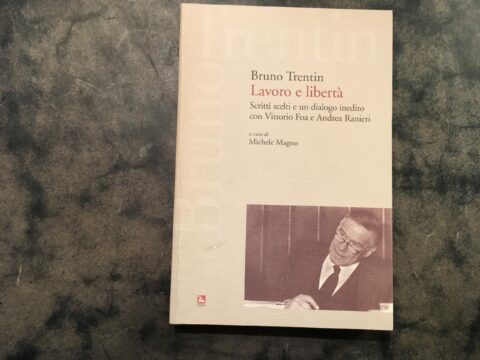 Bruno Trentin
Bruno Trentin
Lavoro e libertà
Scritti scelti e un dialogo inedito
con Vittorio Foa e Andrea Ranieri
a cura di
Michele Magno